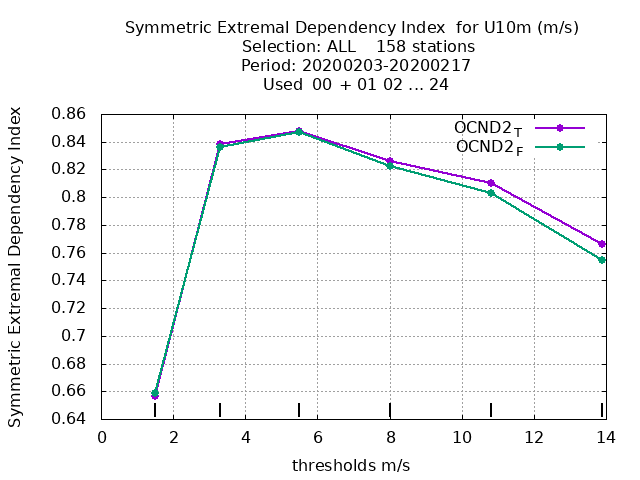 Symmetric Extremal Dependency Index for U10m (m/s)
Selection: ALL 158 stations
Period: 20200203-20200217
Used 00 + 01 02 ... 24
Symmetric Extremal Dependency Index
0.86
0.84
0.82
0.8
0.78
0.76
0.74
0.72
0.7
0.68
0.66
0.64
OCND2T
OCND2F
0 2 4 6 8 10 12 14
thresholds m/s